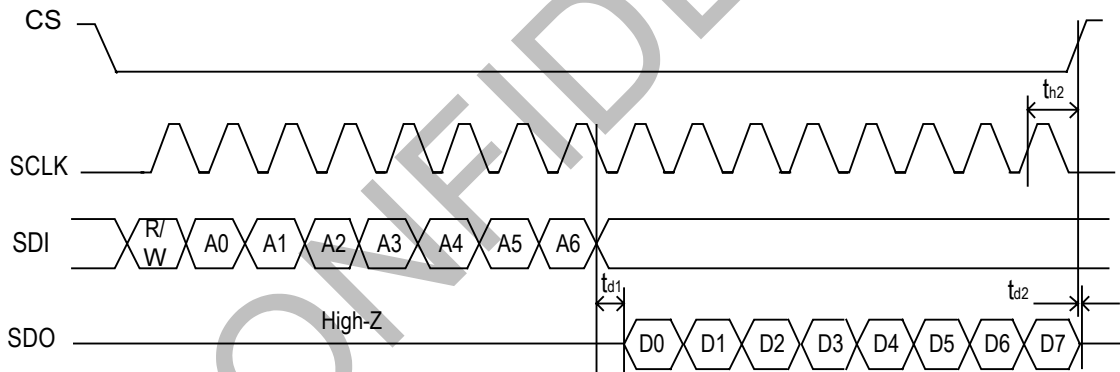 CS
th2
SCLK
SDI R/W A0 A1 A2 A3 A4 A5 A6
td1
td2
High-Z
SDO D0 D1 D2 D3 D4 D5 D6 D7